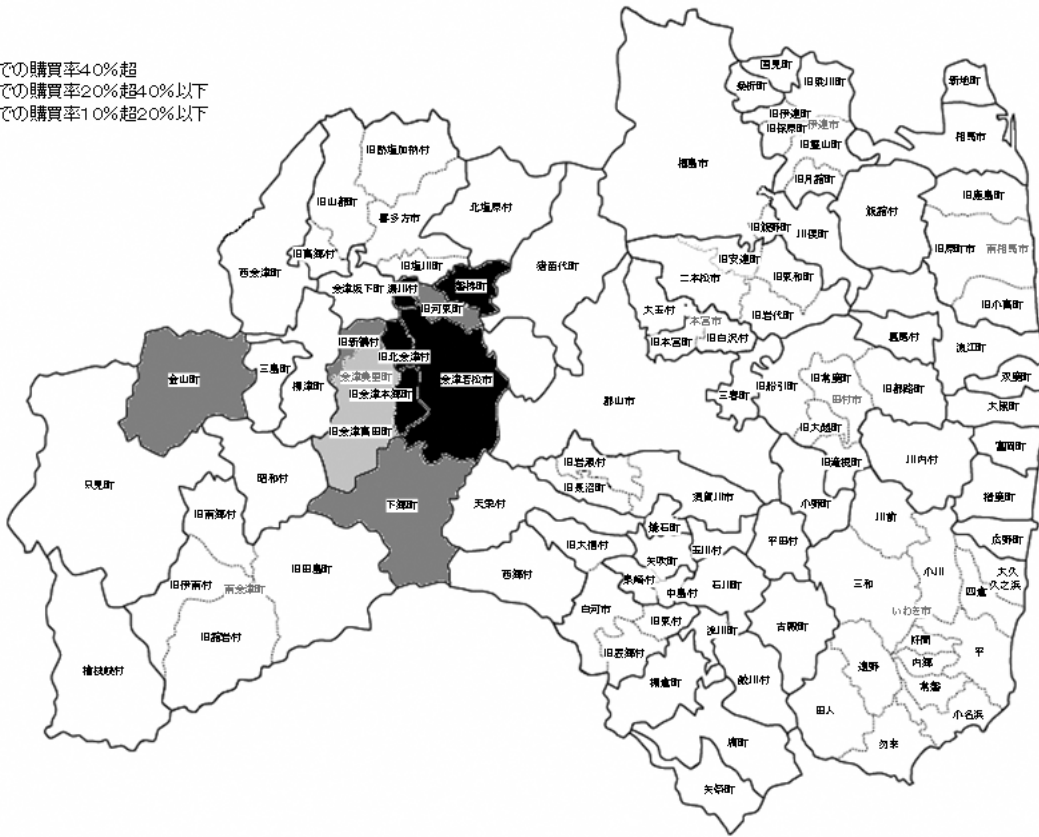 での購買率40%超
での購買率20%超40%以下
での購買率10%超20%以下
国見町
桑折町
旧梁川町
新地町
旧伊達町
旧保原町
伊達市
旧霊山町
相馬市
旧熱塩加納村
福島市
旧月舘町
旧鹿島町
旧山都町
北塩原村
飯舘村
喜多方市
旧飯野町
川俣町
旧高郷村
旧原町市
南相馬市
西会津町
旧塩川町
猪苗代町
旧安達町
二本松市
旧東和町
会津坂下町
湯川村
磐梯町
旧小高町
旧河東町
大玉村
旧岩代町
本宮市
旧新鶴村
旧本宮町
旧白沢村
葛尾村
浪江町
旧北会津村
三島町
金山町
会津美里町
会津若松市
旧常葉町
双葉町
柳津町
旧船引町
旧都路町
旧会津本郷町
郡山市
三春町
田村市
大熊町
旧会津高田町
旧大越町
富岡町
旧岩瀬村
旧滝根町
川内村
只見町
昭和村
旧長沼町
須賀川市
楢葉町
下郷町
天栄村
小野町
旧南郷村
川前
鏡石町
平田村
広野町
旧大信村
玉川村
矢吹町
旧田島町
西郷村
泉崎村
小川
大久
久之浜
旧伊南村
南会津町
石川町
三和
四倉
中島村
白河市
いわき市
旧東村
古殿町
浅川町
旧舘岩村
好間
旧表郷村
平
内郷
遠野
檜枝岐村
棚倉町
鮫川村
常磐
田人
小名浜
塙町
勿来
矢祭町